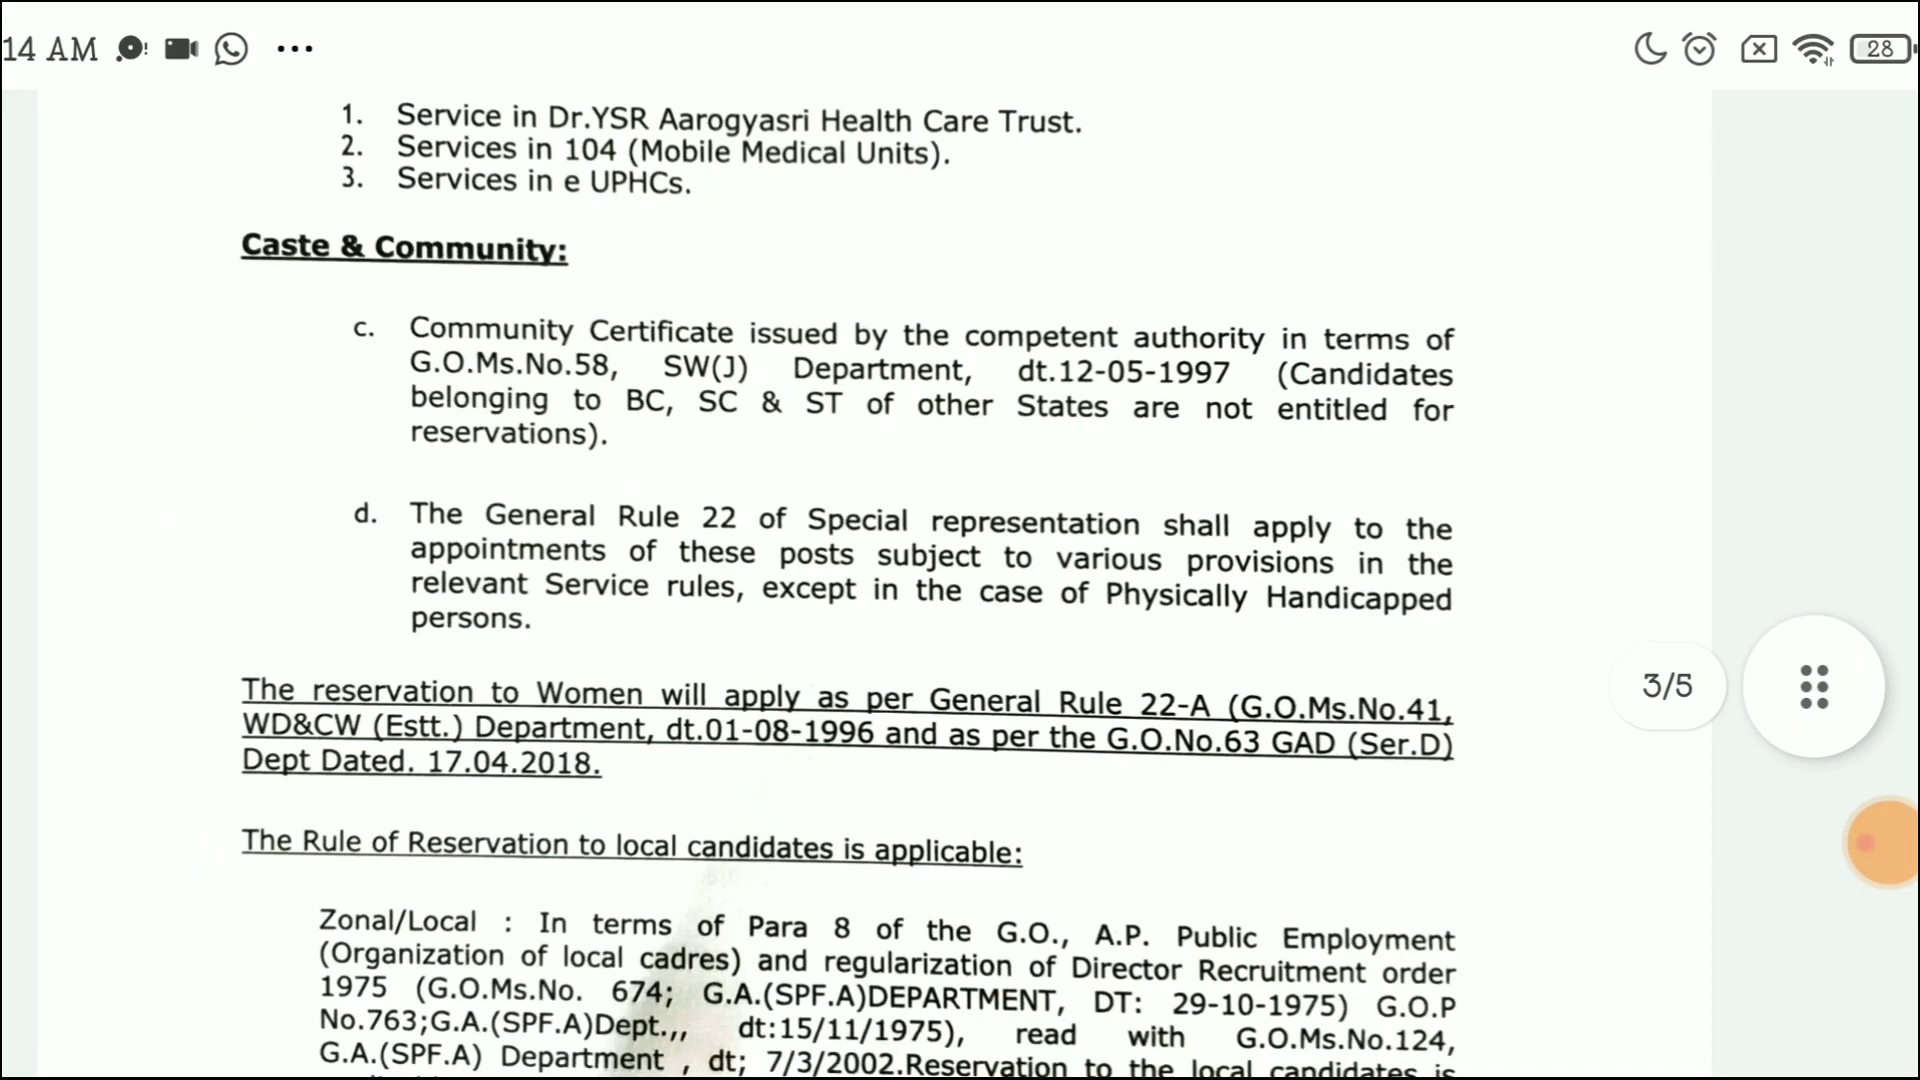 14 AM
28
1. Service in Dr.YSR Aarogyasri Health Care Trust.
2. Services in 104 (Mobile Medical Units).
3. Services in e UPHCs.
Caste & Community:
c. Community Certificate issued by the competent authority in terms of
G.O.Ms.No.58, SW(J) Department, dt.12-05-1997 (Candidates
belonging to BC, SC & ST of other States are not entitled for
reservations).
d. The General Rule 22 of Special representation shall apply to the
appointments of these posts subject to various provisions in the
relevant Service rules, except in the case of Physically Handicapped
persons.
The reservation to Women will apply as per General Rule 22-A (G.O.Ms.No.41,
WD&CW (Estt.) Department, dt.01-08-1996 and as per the G.O.No.63 GAD (Ser.D)
Dept Dated. 17.04.2018.
3/5
The Rule of Reservation to local candidates is applicable:
Zonal/Local : In terms of Para 8 of the G.O., A.P. Public Employment
(Organization of local cadres) and regularization of Director Recruitment order
1975 (G.O.Ms.No. 674; G.A.(SPF.A)DEPARTMENT, DT: 29-10-1975) G.O.P
No.763;G.A.(SPF.A)Dept.,, dt:15/11/1975), read with G.O.Ms.No.124,
G.A.(SPF.A) Department , dt; 7/3/2002.Reservation to the local candidates is